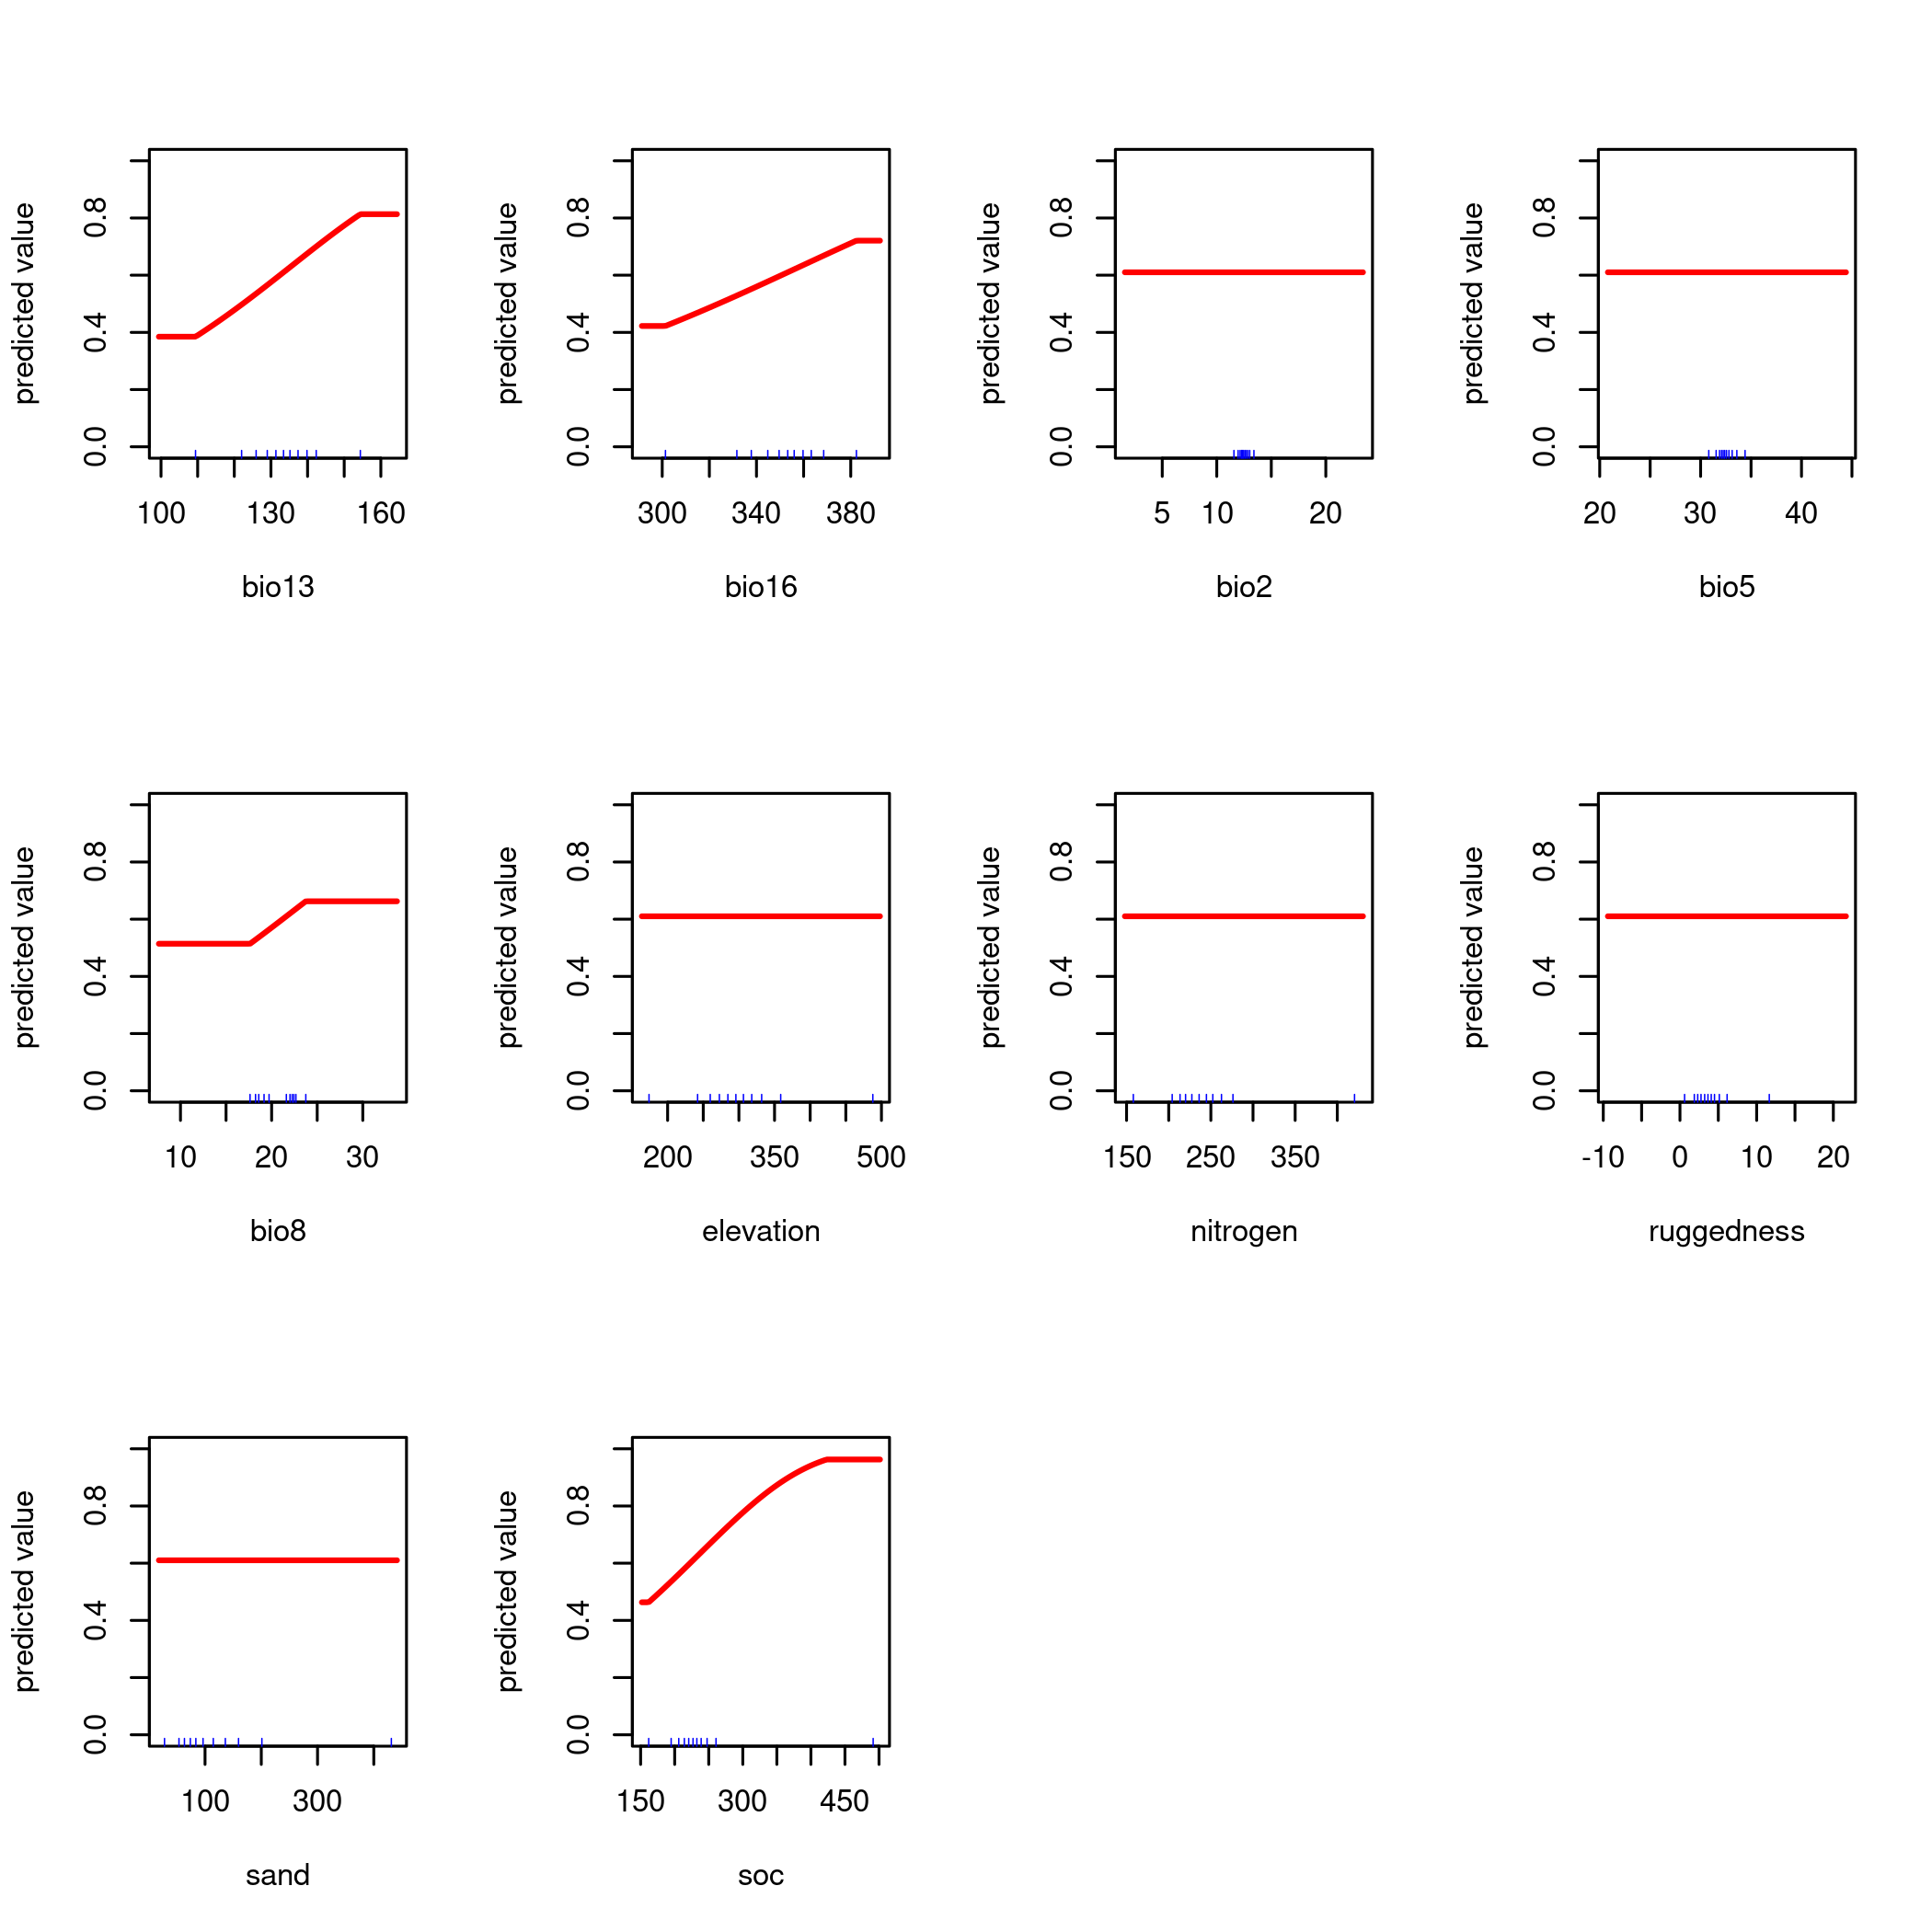 predicted value
0.0 0.4 0.8
100 130 160
bio13
predicted value
0.0 0.4 0.8
300 340 380
bio16
predicted value
0.0 0.4 0.8
5 10 20
bio2
predicted value
0.0 0.4 0.8
20 30 40
bio5
predicted value
0.0 0.4 0.8
10 20 30
bio8
predicted value
0.0 0.4 0.8
200 350 500
elevation
predicted value
0.0 0.4 0.8
150 250 350
nitrogen
predicted value
0.0 0.4 0.8
-10 0 10 20
ruggedness
predicted value
0.0 0.4 0.8
100 300
sand
predicted value
0.0 0.4 0.8
150 300 450
soc